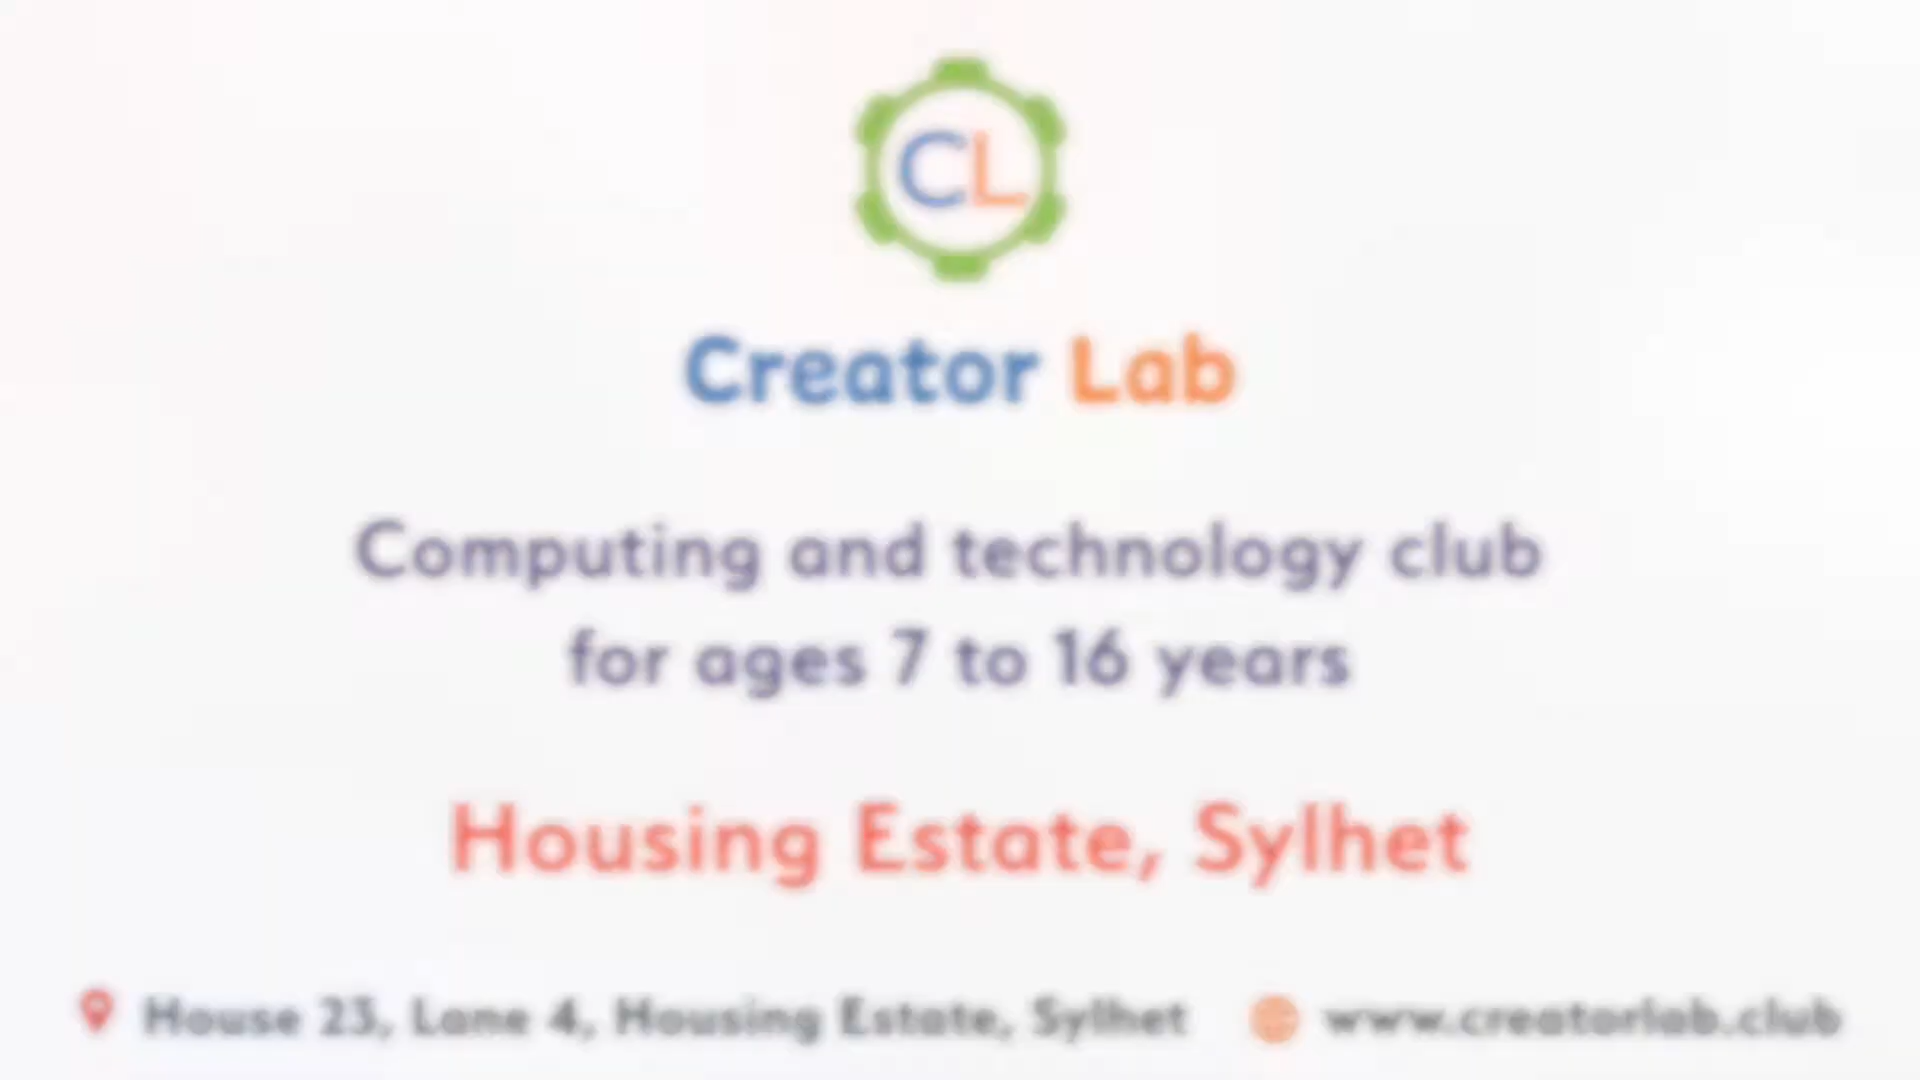 CL
Creator Lab
Computing and technology club
for ages 7 to 16 years
Housing Estate, Sylhet
House 23, Lane 4, Housing Estate, Sylhet
www.creatorlab.club